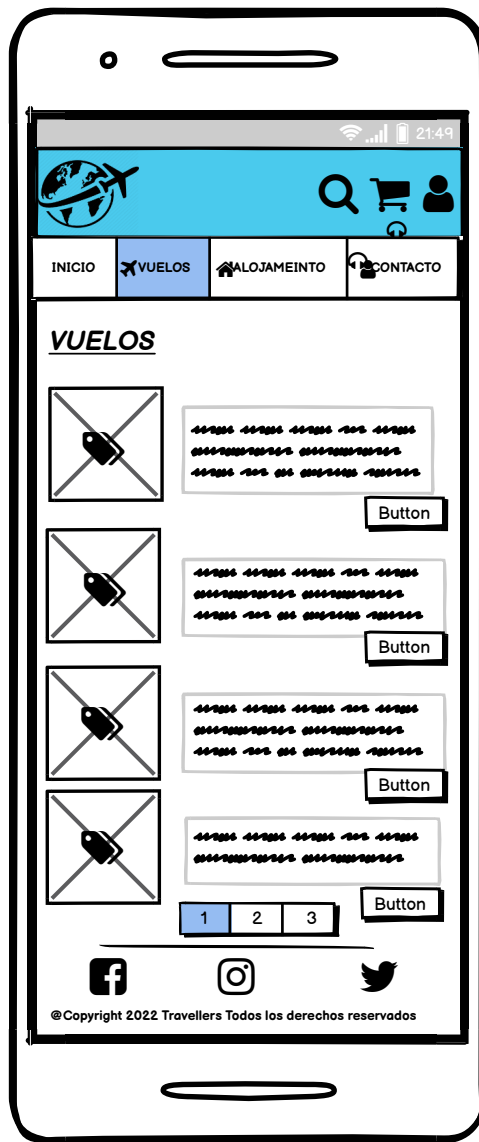 21:49
INICIO VUELOS ALOJAMEINTO CONTACTO
VUELOS
Button
Button
Button
Button
1 2 3
@Copyright 2022 Travellers Todos los derechos reservados